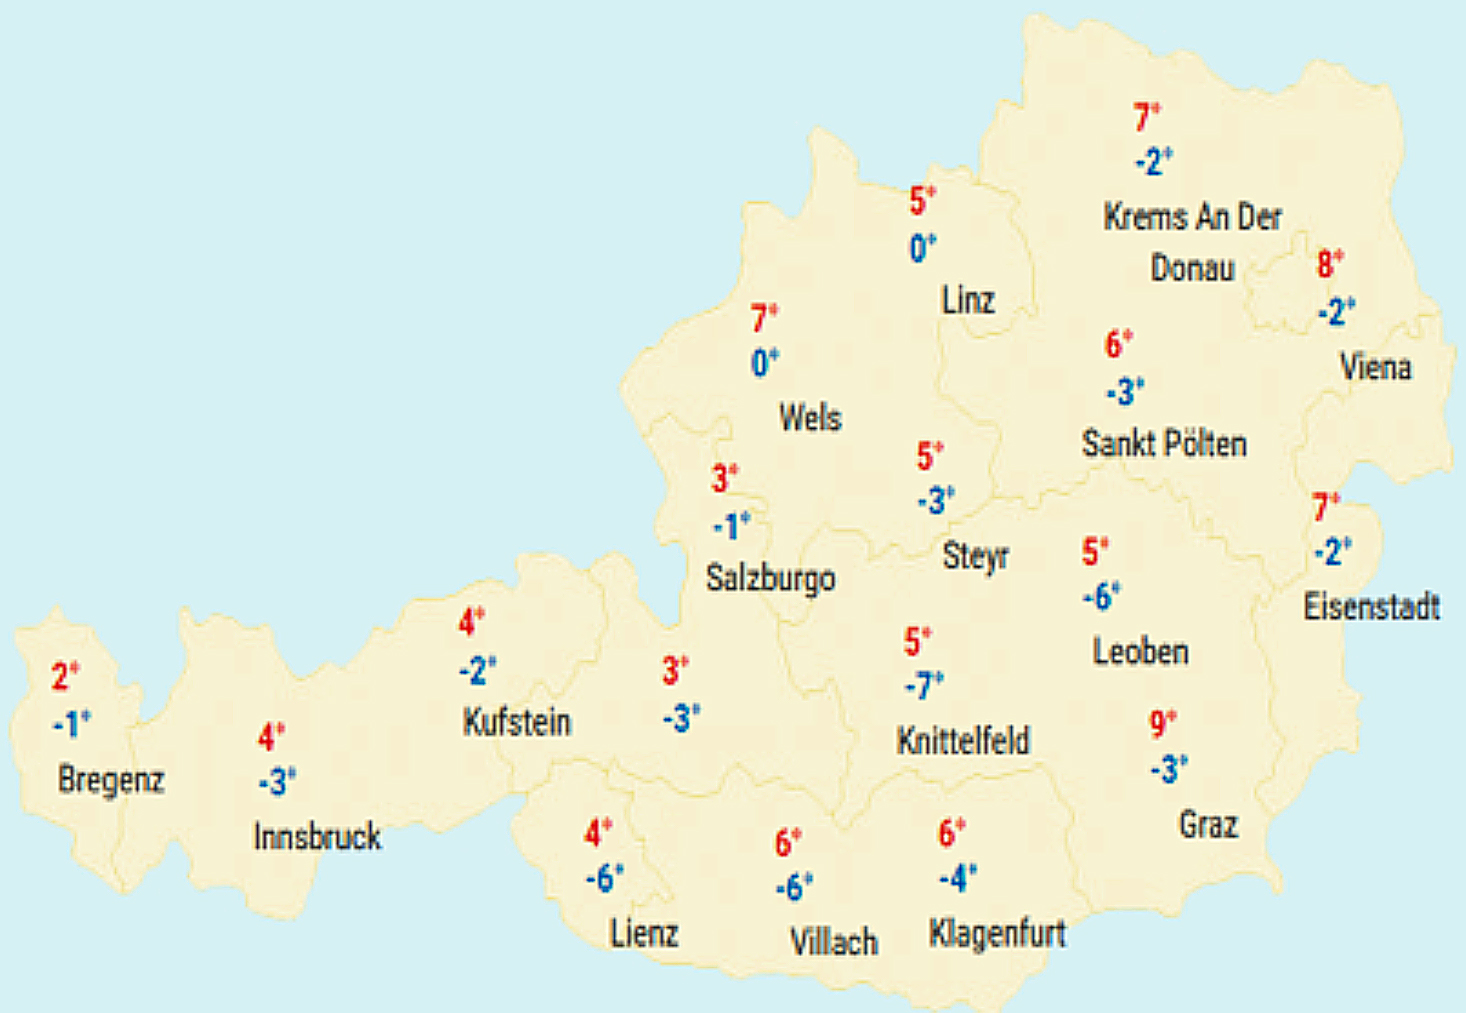 7°
-2°
Krems An Der
Donau
5°
0°
Linz
8°
-2°
Viena
7°
0°
Wels
6°
-3°
Sankt Pölten
3°
-1°
Salzburgo
5°
-3°
Steyr
7°
-2°
Eisenstadt
5°
-6°
Leoben
4°
-2°
Kufstein
3°
-3°
5°
-7°
Knittelfeld
2°
-1°
Bregenz
4°
-3°
Innsbruck
9°
-3°
Graz
4°
-6°
Lienz
6°
-6°
Villach
6°
-4°
Klagenfurt